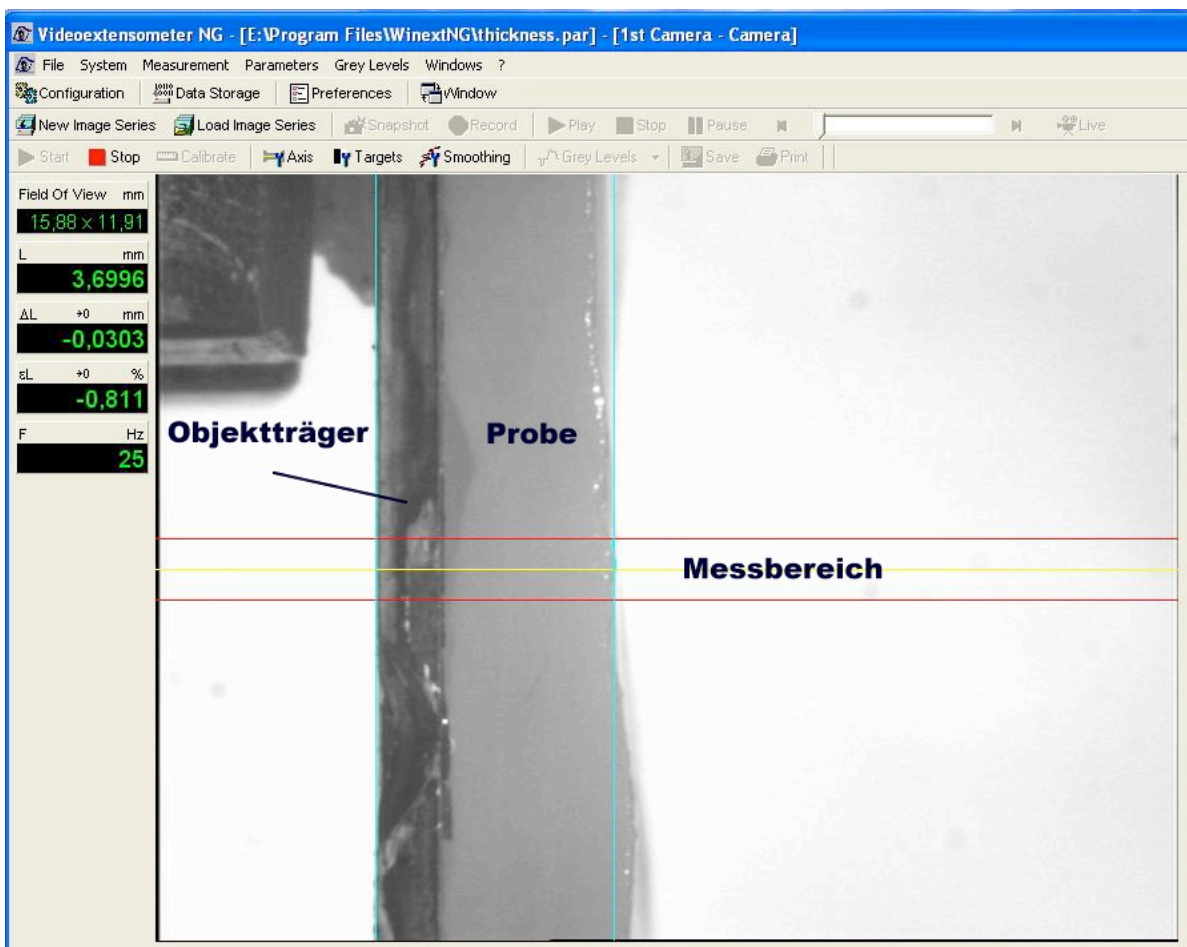 Videoextensometer NG - [E:\Program Files\WinextNG\thickness.par] - [1st Camera - Camera]
File System Measurement Parameters Grey Levels Windows ?
Configuration Data Storage Preferences Window
New Image Series Load Image Series Snapshot Record Play Stop Pause Live
Start Stop Calibrate Axis Targets Smoothing Grey Levels Save Print
Field Of View mm
15,88 x 11,91
L mm
3,6996
ΔL →0 mm
-0,0303
εL →0 %
-0,811
F Hz
25
Objektträger
Probe
Messbereich